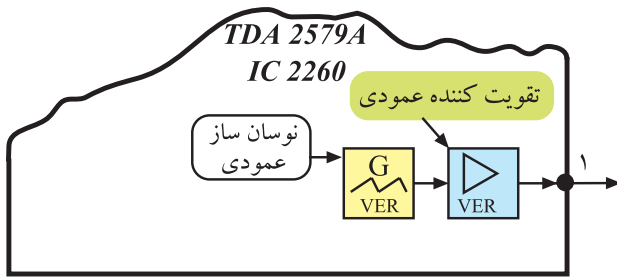 TDA 2579A
IC 2260
تقویت کننده عمودی
نوسان ساز
عمودی
G
VER
VER
۱